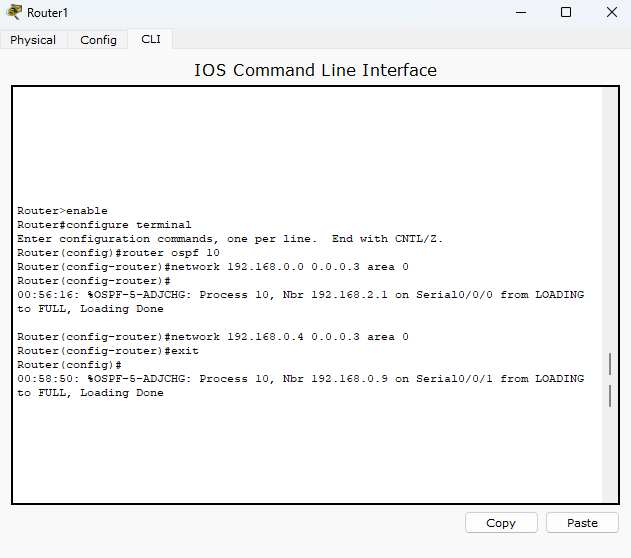 Router1
Physical Config CLI
IOS Command Line Interface
Router>enable
Router#configure terminal
Enter configuration commands, one per line.  End with CNTL/Z.
Router(config)#router ospf 10
Router(config-router)#network 192.168.0.0 0.0.0.3 area 0
Router(config-router)#
00:56:16: %OSPF-5-ADJCHG: Process 10, Nbr 192.168.2.1 on Serial0/0/0 from LOADING
to FULL, Loading Done
Router(config-router)#network 192.168.0.4 0.0.0.3 area 0
Router(config-router)#exit
Router(config)#
00:58:50: %OSPF-5-ADJCHG: Process 10, Nbr 192.168.0.9 on Serial0/0/1 from LOADING
to FULL, Loading Done
Copy Paste